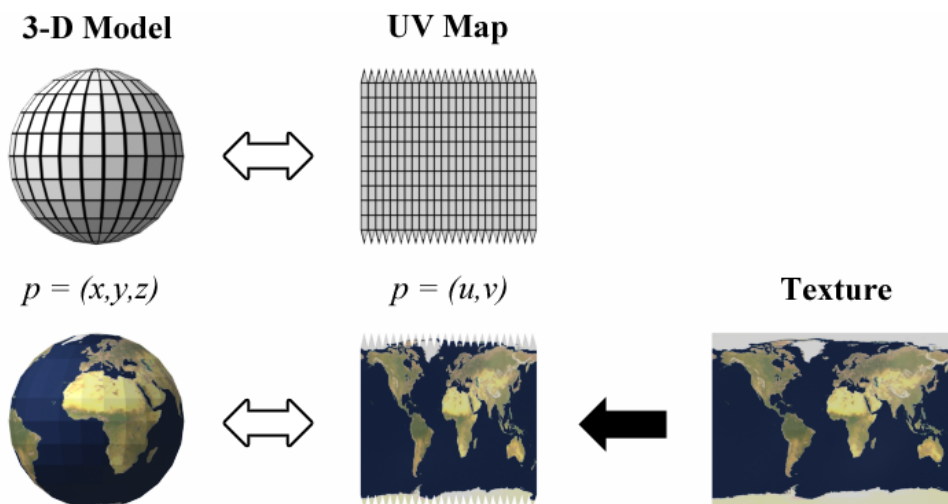 3-D Model
UV Map
p = (x,y,z)
p = (u,v)
Texture